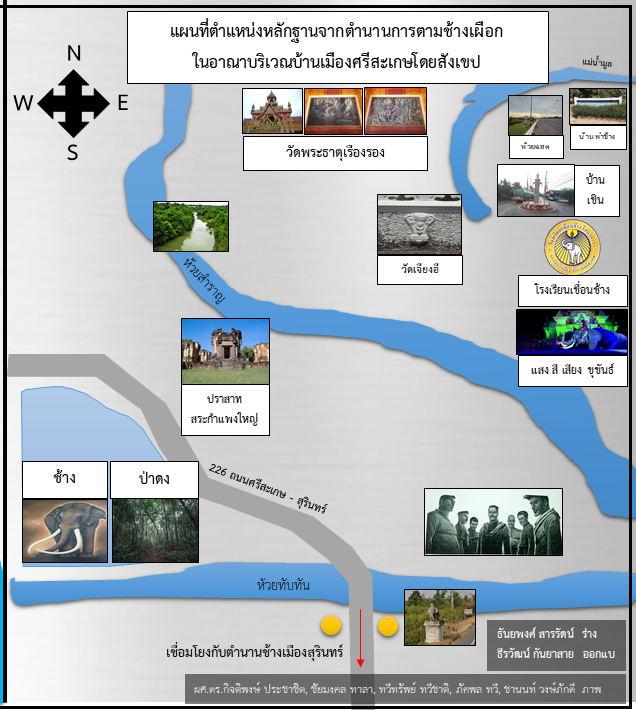 แผนที่ตำแหน่งหลักฐานจากตำนานการตามช้างเผือก
ในอาณาบริเวณบ้านเมืองศรีสะเกษโดยสังเขป
N
W
E
S
แม่น้ำมูล
วัดพระธาตุเรืองรอง
ห้วยแสด
บ้านท่าช้าง
บ้าน
เชิน
วัดเจียงอี
ห้วยสำราญ
โรงเรียนเชื่อนช้าง
แสง สี เสียง ขุขันธ์
ปราสาท
สระกำแพงใหญ่
ช้าง
ป่าดง
226 ถนนศรีสะเกษ - สุรินทร์
ห้วยทับทัน
เชื่อมโยงกับตำนานช้างเมืองสุรินทร์
ธันยพงศ์ สารรัตน์ ร่าง
ธีรวัฒน์ กันยาสาย ออกแบบ
ผศ.ดร.กิจติพงษ์ ประชาชิต, ชัยมงคล ทาลา, ทวีทรัพย์ ทวีชาติ, ภัคพล ทวี, ชานนท์ วงษ์ภักดี ภาพ